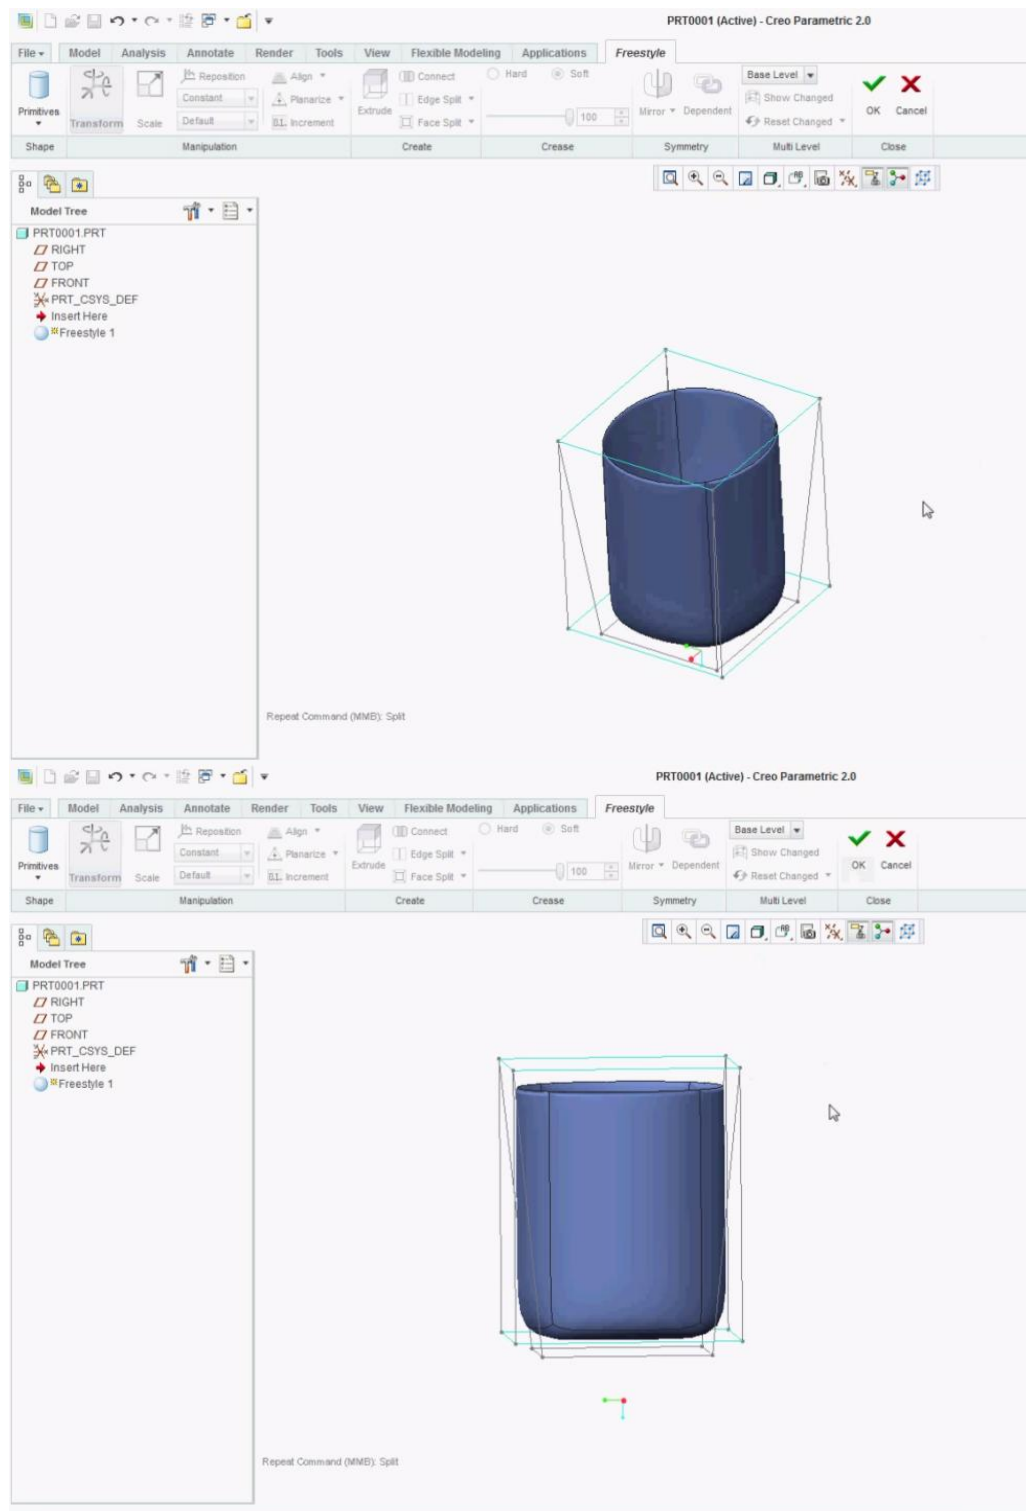 PRT0001 (Active) - Creo Parametric 2.0
File Model Analysis Annotate Render Tools View Flexible Modeling Applications Freestyle
Reposition Align Connect Hard Soft Base Level
Constant Planarize Edge Split Show Changed
Primitives Transform Scale Default B.L. Increment Extrude Face Split 100 Mirror Dependent Reset Changed OK Cancel
Shape Manipulation Create Crease Symmetry Multi Level Close
Model Tree
PRT0001.PRT
RIGHT
TOP
FRONT
PRT_CSYS_DEF
Insert Here
Freestyle 1
Repeat Command (MMB): Split
PRT0001 (Active) - Creo Parametric 2.0
File Model Analysis Annotate Render Tools View Flexible Modeling Applications Freestyle
Reposition Align Connect Hard Soft Base Level
Constant Planarize Edge Split Show Changed
Primitives Transform Scale Default B.L. Increment Extrude Face Split 100 Mirror Dependent Reset Changed OK Cancel
Shape Manipulation Create Crease Symmetry Multi Level Close
Model Tree
PRT0001.PRT
RIGHT
TOP
FRONT
PRT_CSYS_DEF
Insert Here
Freestyle 1
Repeat Command (MMB): Split